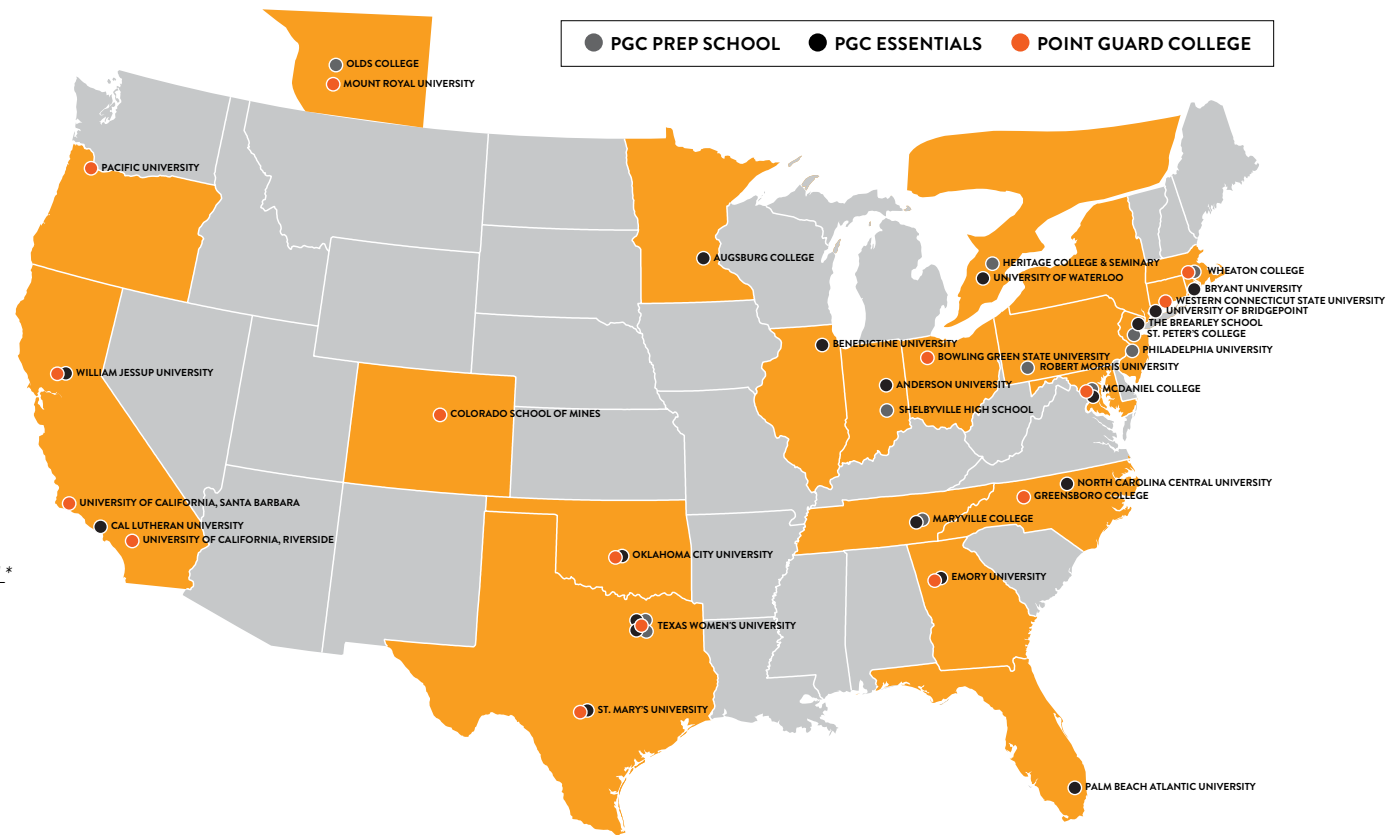 PGC PREP SCHOOL PGC ESSENTIALS POINT GUARD COLLEGE
OLDS COLLEGE
MOUNT ROYAL UNIVERSITY
PACIFIC UNIVERSITY
AUGSBURG COLLEGE
HERITAGE COLLEGE & SEMINARY
UNIVERSITY OF WATERLOO
WHEATON COLLEGE
BRYANT UNIVERSITY
WESTERN CONNECTICUT STATE UNIVERSITY
UNIVERSITY OF BRIDGEPOINT
THE BREARLEY SCHOOL
ST. PETER'S COLLEGE
BENEDICTINE UNIVERSITY
PHILADELPHIA UNIVERSITY
BOWLING GREEN STATE UNIVERSITY
ROBERT MORRIS UNIVERSITY
WILLIAM JESSUP UNIVERSITY
ANDERSON UNIVERSITY
MCDANIEL COLLEGE
SHELBYVILLE HIGH SCHOOL
COLORADO SCHOOL OF MINES
NORTH CAROLINA CENTRAL UNIVERSITY
GREENSBORO COLLEGE
UNIVERSITY OF CALIFORNIA, SANTA BARBARA
MARYVILLE COLLEGE
CAL LUTHERAN UNIVERSITY
UNIVERSITY OF CALIFORNIA, RIVERSIDE
OKLAHOMA CITY UNIVERSITY
*
EMORY UNIVERSITY
TEXAS WOMEN'S UNIVERSITY
ST. MARY'S UNIVERSITY
PALM BEACH ATLANTIC UNIVERSITY